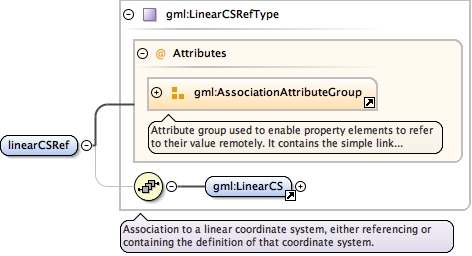 gml:LinearCSRefType
@ Attributes
gml:AssociationAttributeGroup
Attribute group used to enable property elements to refer
to their value remotely. It contains the simple link...
linearCSRef
gml:LinearCS
Association to a linear coordinate system, either referencing or
containing the definition of that coordinate system.